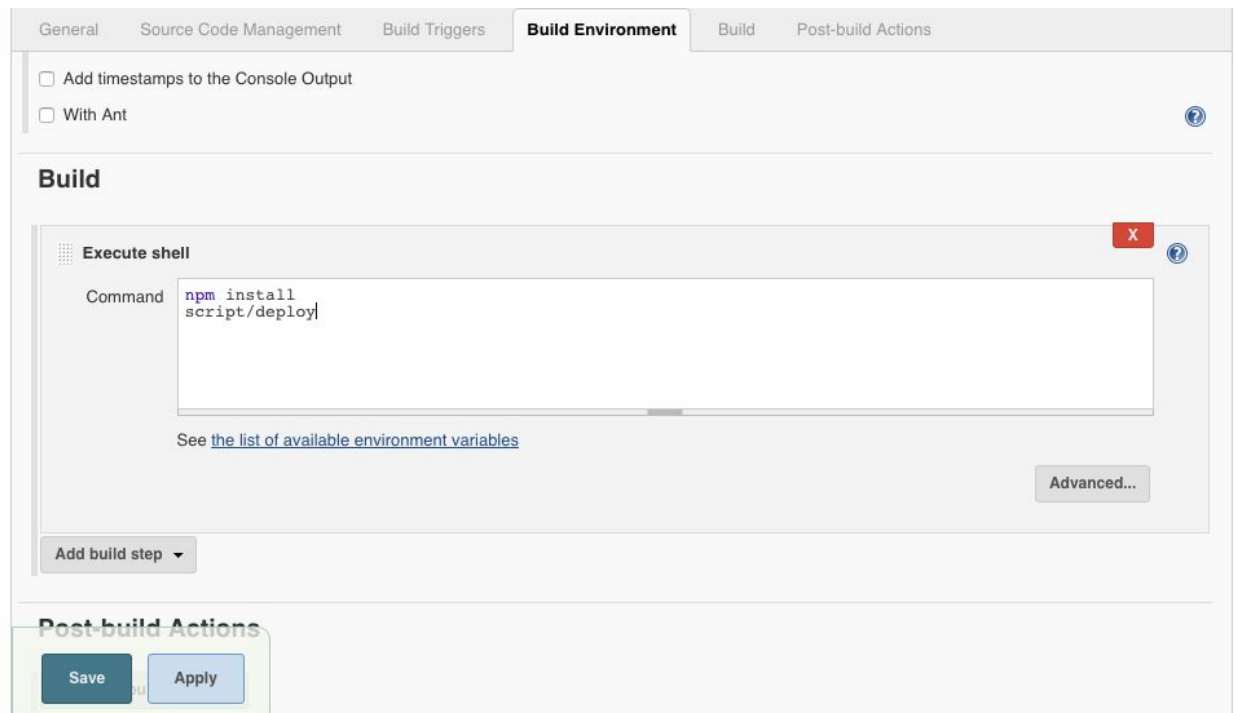 General Source Code Management Build Triggers Build Environment Build Post-build Actions
Add timestamps to the Console Output
With Ant
Build
X
Execute shell
Command npm install
script/deploy
See the list of available environment variables
Advanced...
Add build step
Post-build Actions
Save Apply